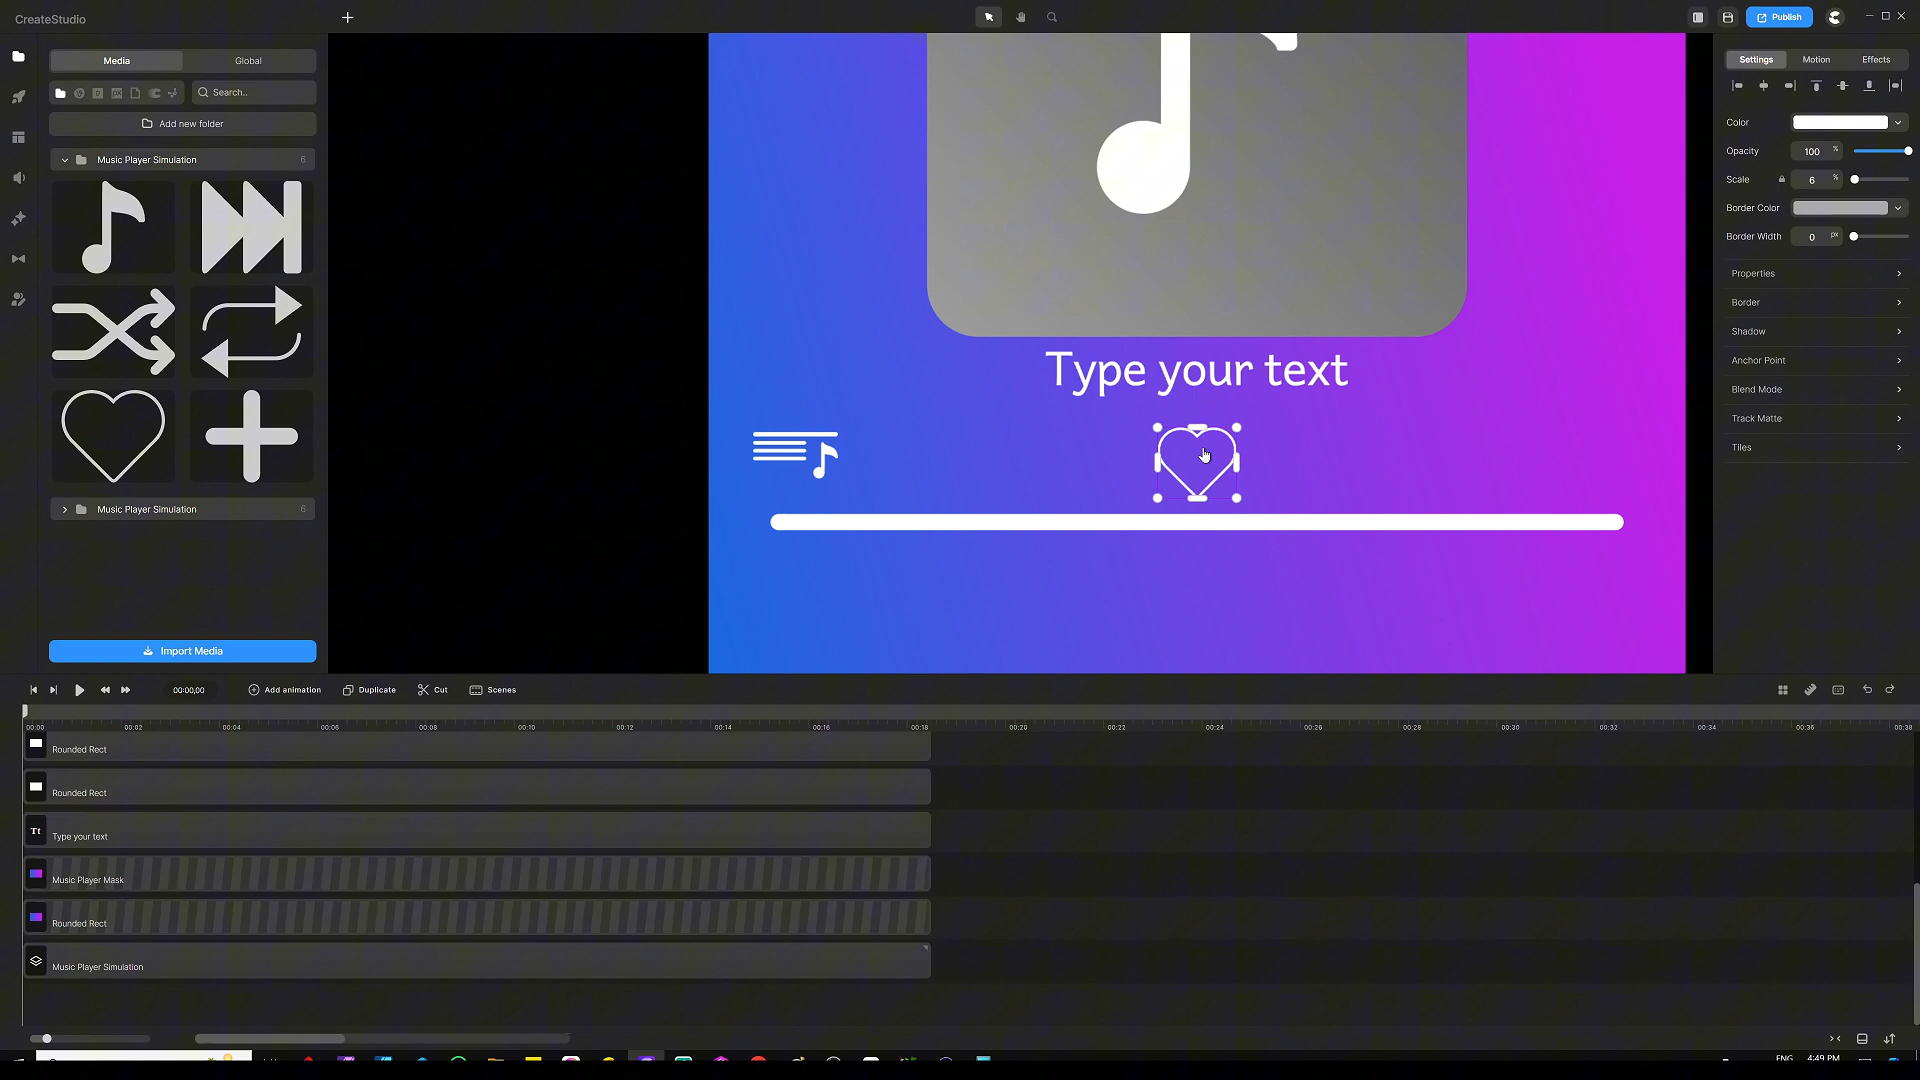 CreateStudio
Publish
Media
Global
Search..
Add new folder
Music Player Simulation
6
Music Player Simulation
6
Import Media
Type your text
Settings
Motion
Effects
Color
Opacity
100
%
Scale
6
%
Border Color
Border Width
0
px
Properties
Border
Shadow
Anchor Point
Blend Mode
Track Matte
Tiles
00:00,00
Add animation
Duplicate
Cut
Scenes
00:00 00:02 00:04 00:06 00:08 00:10 00:12 00:14 00:16 00:18 00:20 00:22 00:24 00:26 00:28 00:30 00:32 00:34 00:36 00:38
Rounded Rect
Rounded Rect
Tt
Type your text
Music Player Mask
Rounded Rect
Music Player Simulation
ENG
4:49 PM